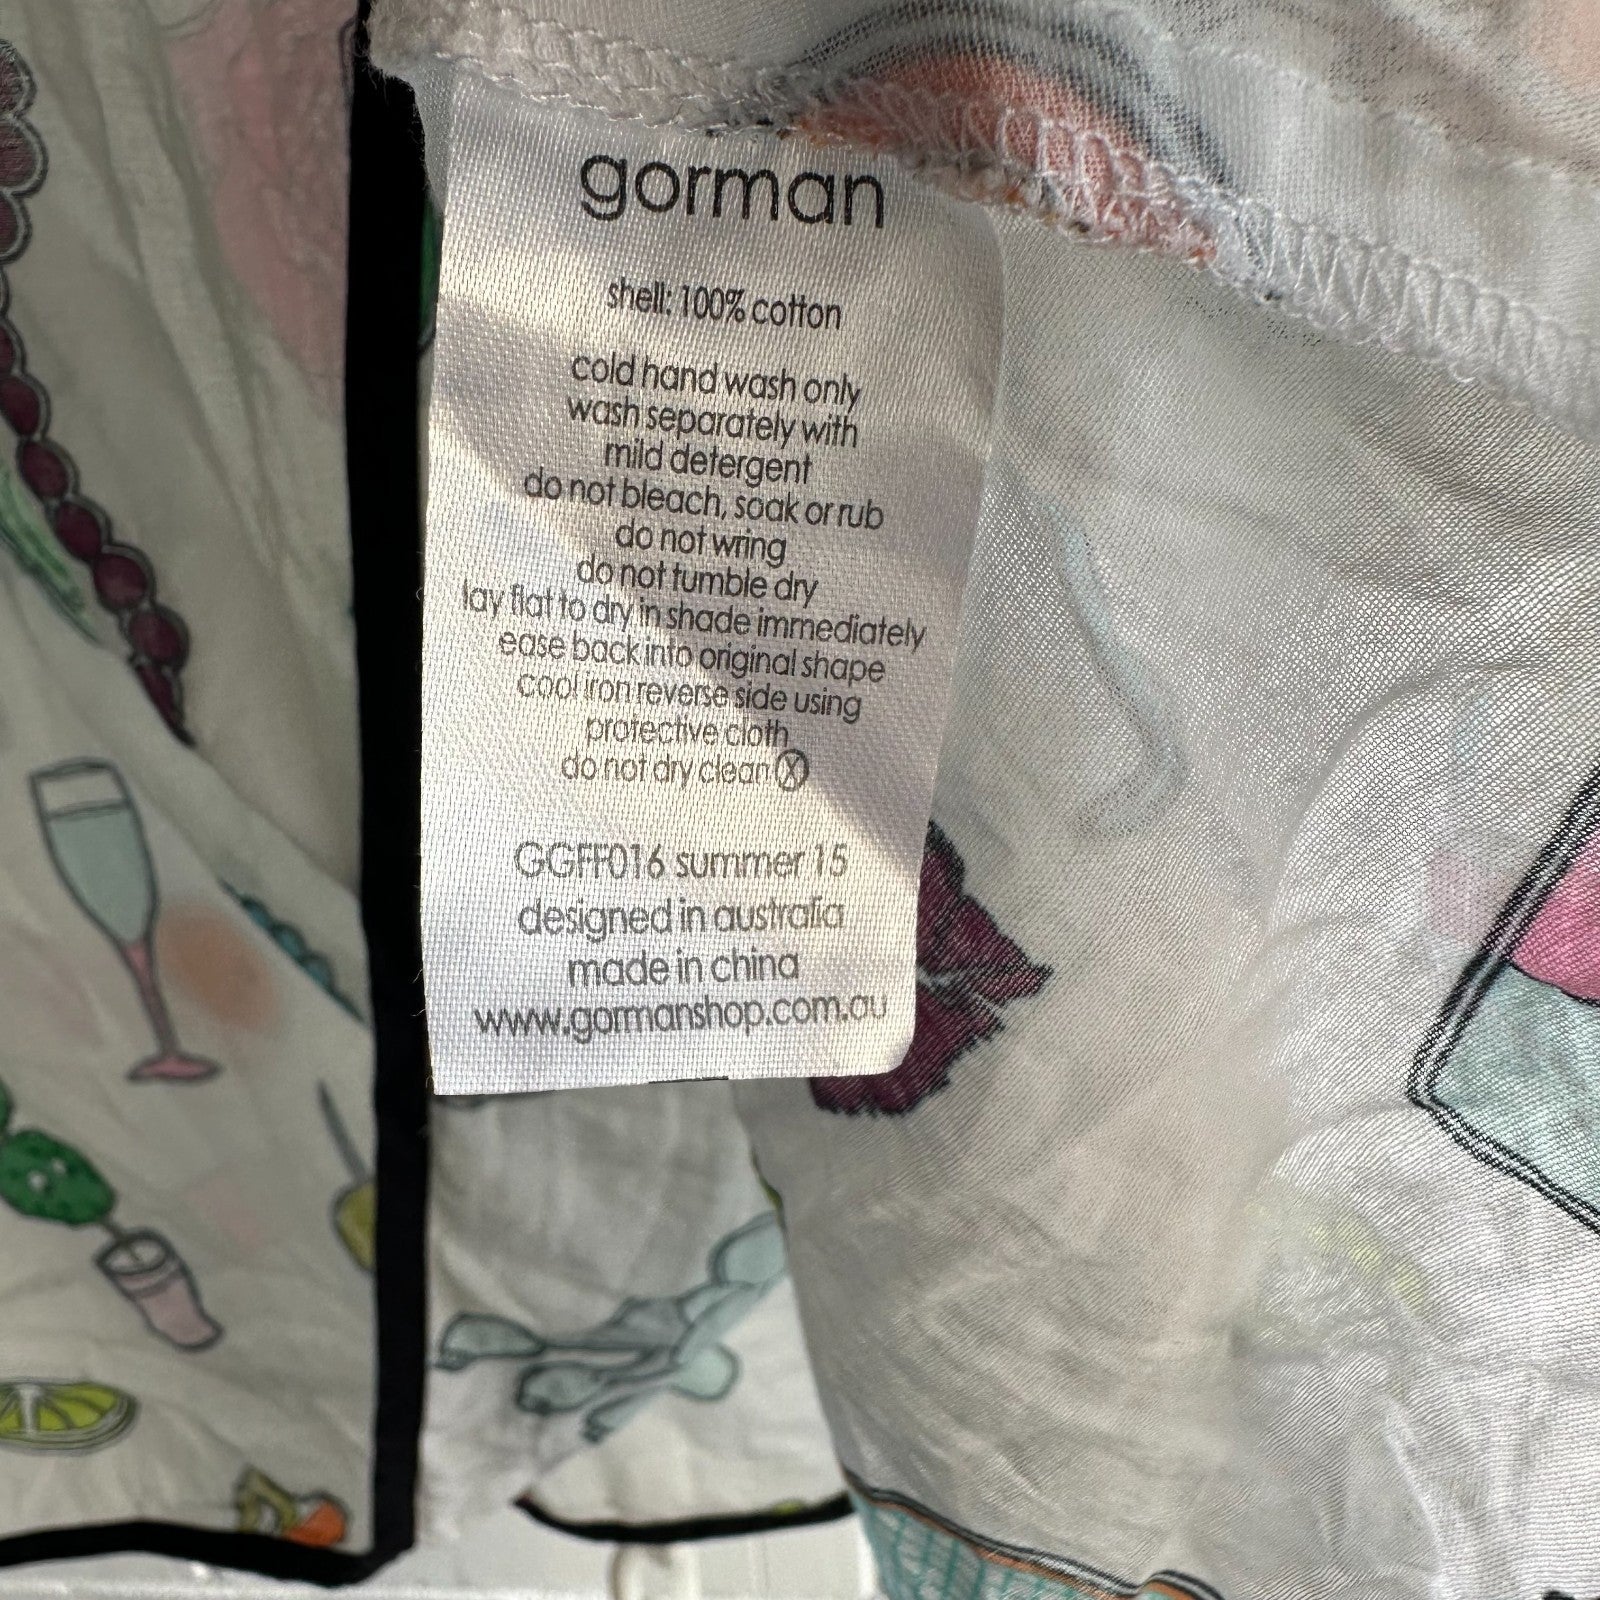 gorman
shell: 100% cotton
cold hand wash only
wash separately with
mild detergent
do not bleach, soak or rub
do not wring
do not tumble dry
lay flat to dry in shade immediately
ease back into original shape
cool iron reverse side using
protective cloth
do not dry clean Ⓧ
GGFF016 summer 15
designed in australia
made in china
www.gormanshop.com.au